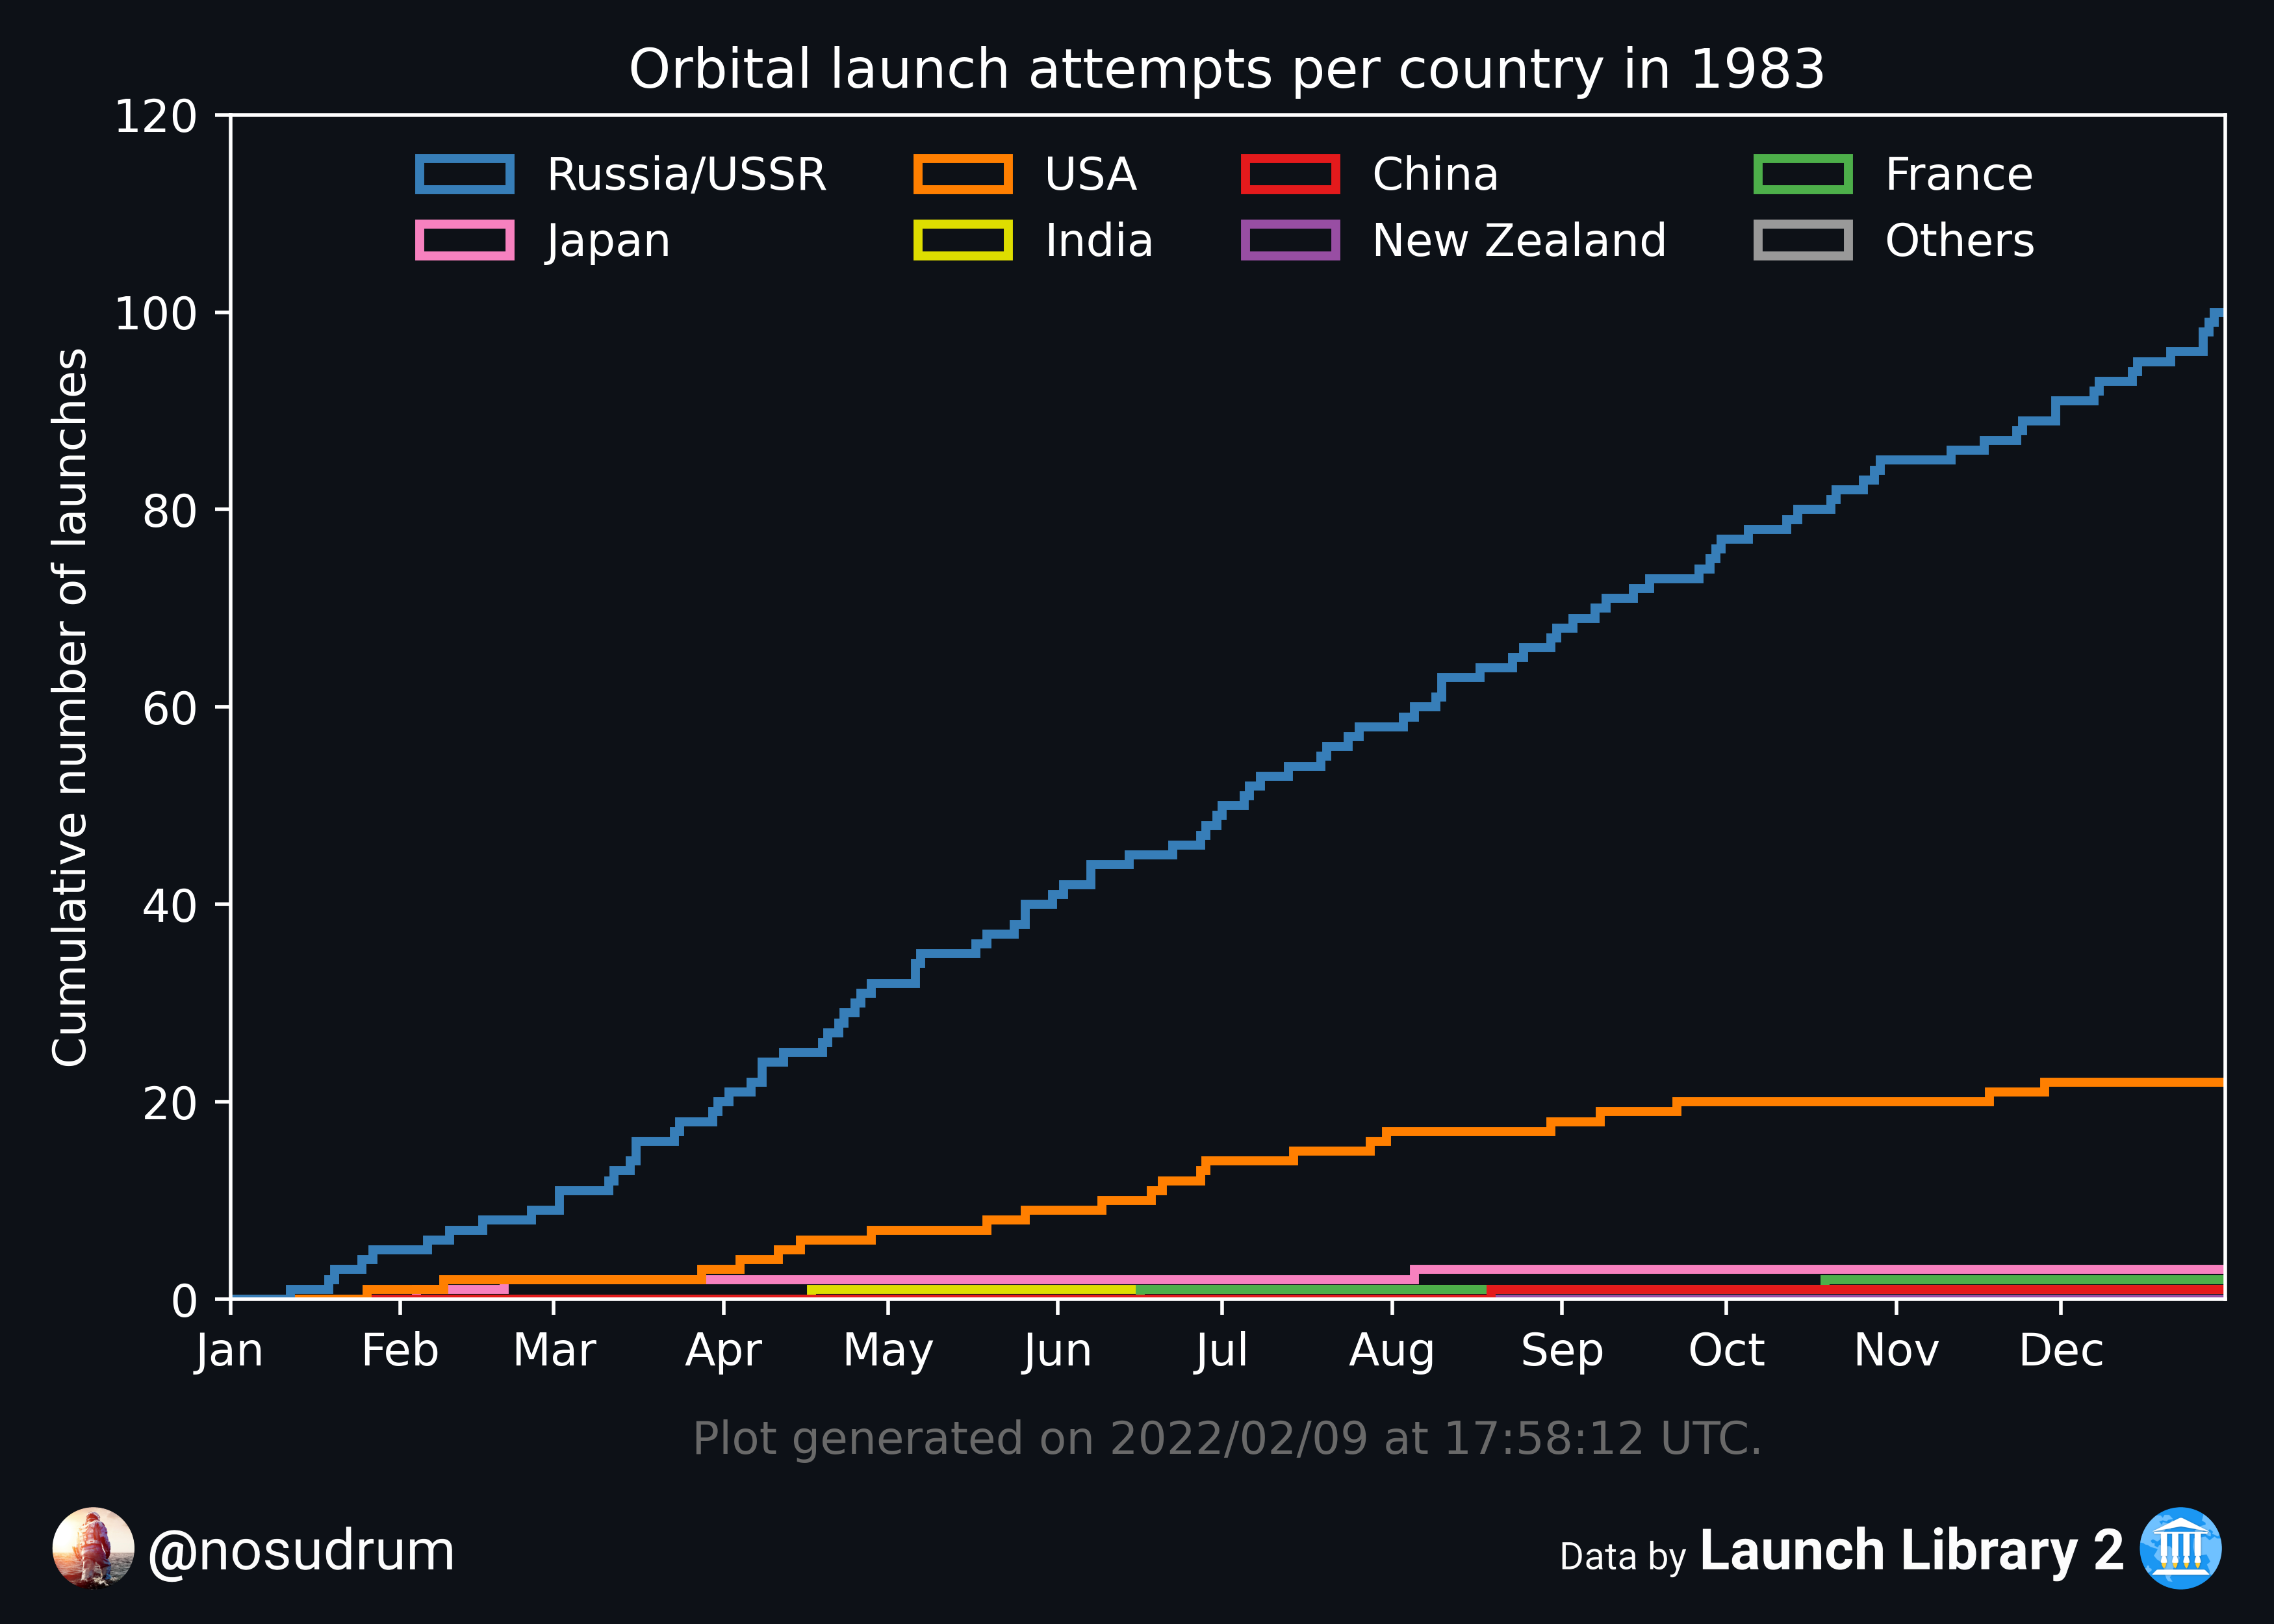 Orbital launch attempts per country in 1983
120
100
80
60
40
20
0
Cumulative number of launches
Russia/USSR USA China France
Japan India New Zealand Others
Jan Feb Mar Apr May Jun Jul Aug Sep Oct Nov Dec
Plot generated on 2022/02/09 at 17:58:12 UTC.
@nosudrum
Data by Launch Library 2